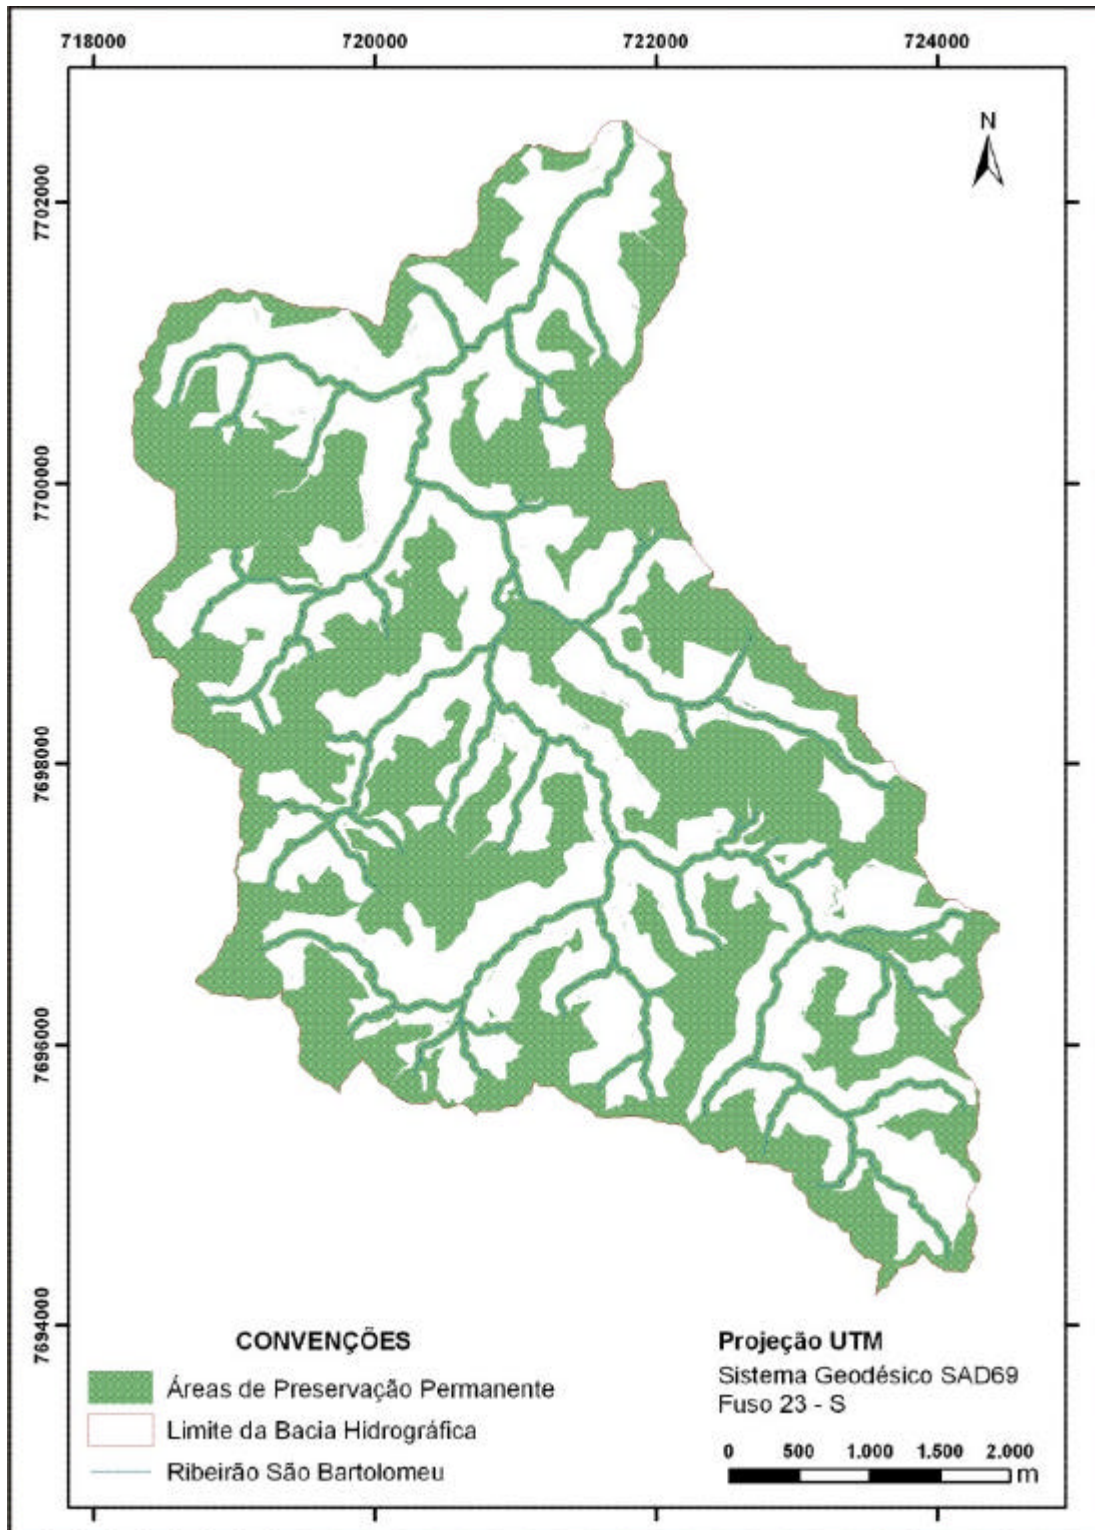 718000 720000 722000 724000
N
7702000
7700000
7698000
7696000
7694000
CONVENÇÕES
Áreas de Preservação Permanente
Limite da Bacia Hidrográfica
Ribeirão São Bartolomeu
Projeção UTM
Sistema Geodésico SAD69
Fuso 23 - S
0 500 1.000 1.500 2.000
m